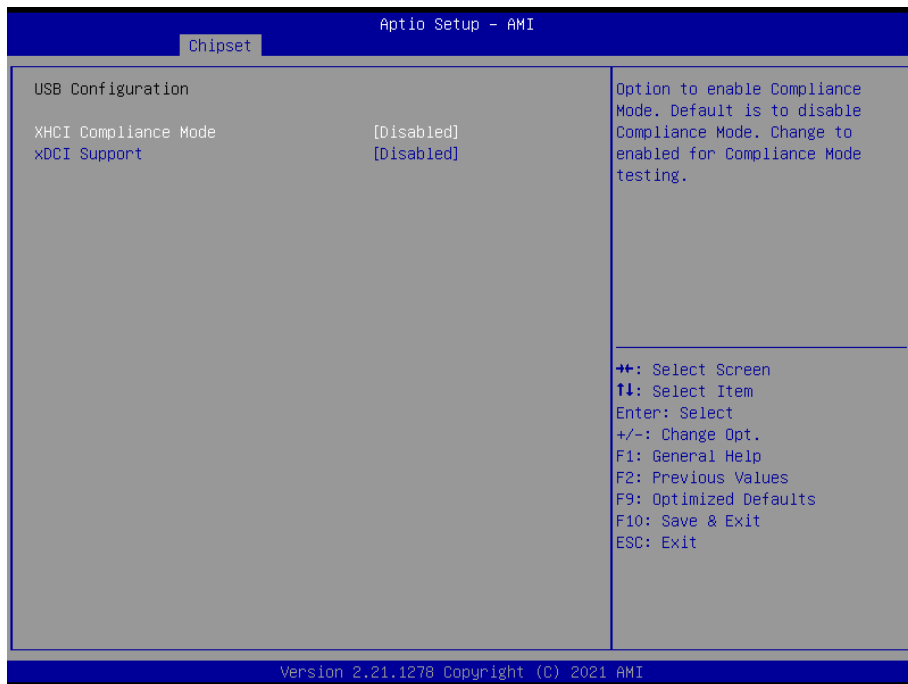 Aptio Setup – AMI
Chipset
USB Configuration
XHCI Compliance Mode [Disabled]
xDCI Support [Disabled]
Option to enable Compliance
Mode. Default is to disable
Compliance Mode. Change to
enabled for Compliance Mode
testing.
→←: Select Screen
↑↓: Select Item
Enter: Select
+/-: Change Opt.
F1: General Help
F2: Previous Values
F9: Optimized Defaults
F10: Save & Exit
ESC: Exit
Version 2.21.1278 Copyright (C) 2021 AMI